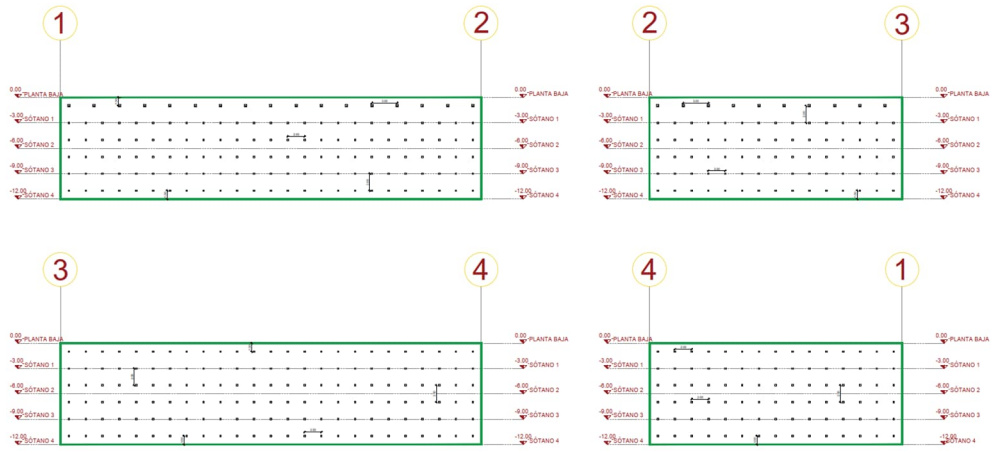 1 2 2 3
0.00 PLANTA BAJA 0.00 PLANTA BAJA 0.00 PLANTA BAJA 0.00 PLANTA BAJA
-3.00 SÓTANO 1 -3.00 SÓTANO 1 -3.00 SÓTANO 1 -3.00 SÓTANO 1
-6.00 SÓTANO 2 -6.00 SÓTANO 2 -6.00 SÓTANO 2 -6.00 SÓTANO 2
-9.00 SÓTANO 3 -9.00 SÓTANO 3 -9.00 SÓTANO 3 -9.00 SÓTANO 3
-12.00 SÓTANO 4 -12.00 SÓTANO 4 -12.00 SÓTANO 4 -12.00 SÓTANO 4
3 4 4 1
0.00 PLANTA BAJA 0.00 PLANTA BAJA 0.00 PLANTA BAJA 0.00 PLANTA BAJA
-3.00 SÓTANO 1 -3.00 SÓTANO 1 -3.00 SÓTANO 1 -3.00 SÓTANO 1
-6.00 SÓTANO 2 -6.00 SÓTANO 2 -6.00 SÓTANO 2 -6.00 SÓTANO 2
-9.00 SÓTANO 3 -9.00 SÓTANO 3 -9.00 SÓTANO 3 -9.00 SÓTANO 3
-12.00 SÓTANO 4 -12.00 SÓTANO 4 -12.00 SÓTANO 4 -12.00 SÓTANO 4